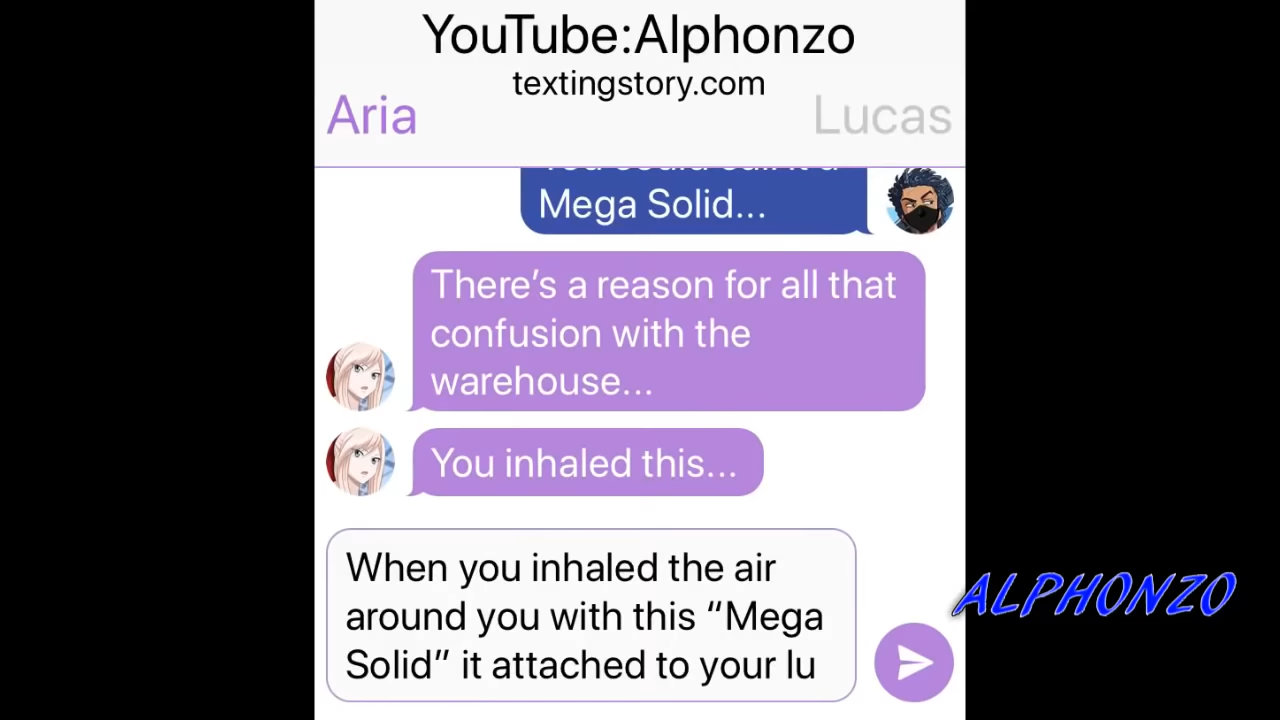 YouTube:Alphonzo
textingstory.com
Aria
Lucas
Mega Solid...
There's a reason for all that
confusion with the
warehouse...
You inhaled this...
When you inhaled the air
around you with this “Mega
Solid” it attached to your lu
ALPHONZO